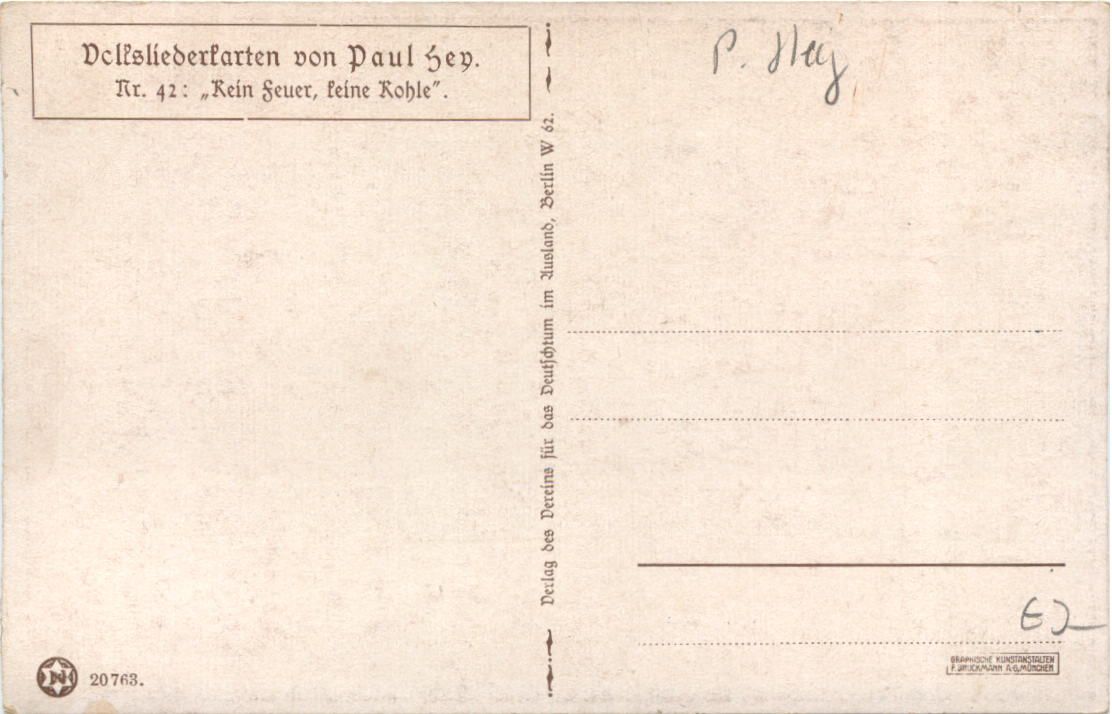 Volksliederkarten von Paul Hey.
Nr. 42: „Kein Feuer, keine Kohle“.
Verlag des Vereins für das Deutschtum im Ausland, Berlin W 62.
P. Hey
GRAPHISCHE KUNSTANSTALTEN
F. BRUCKMANN A-G, MÜNCHEN
N
20763.